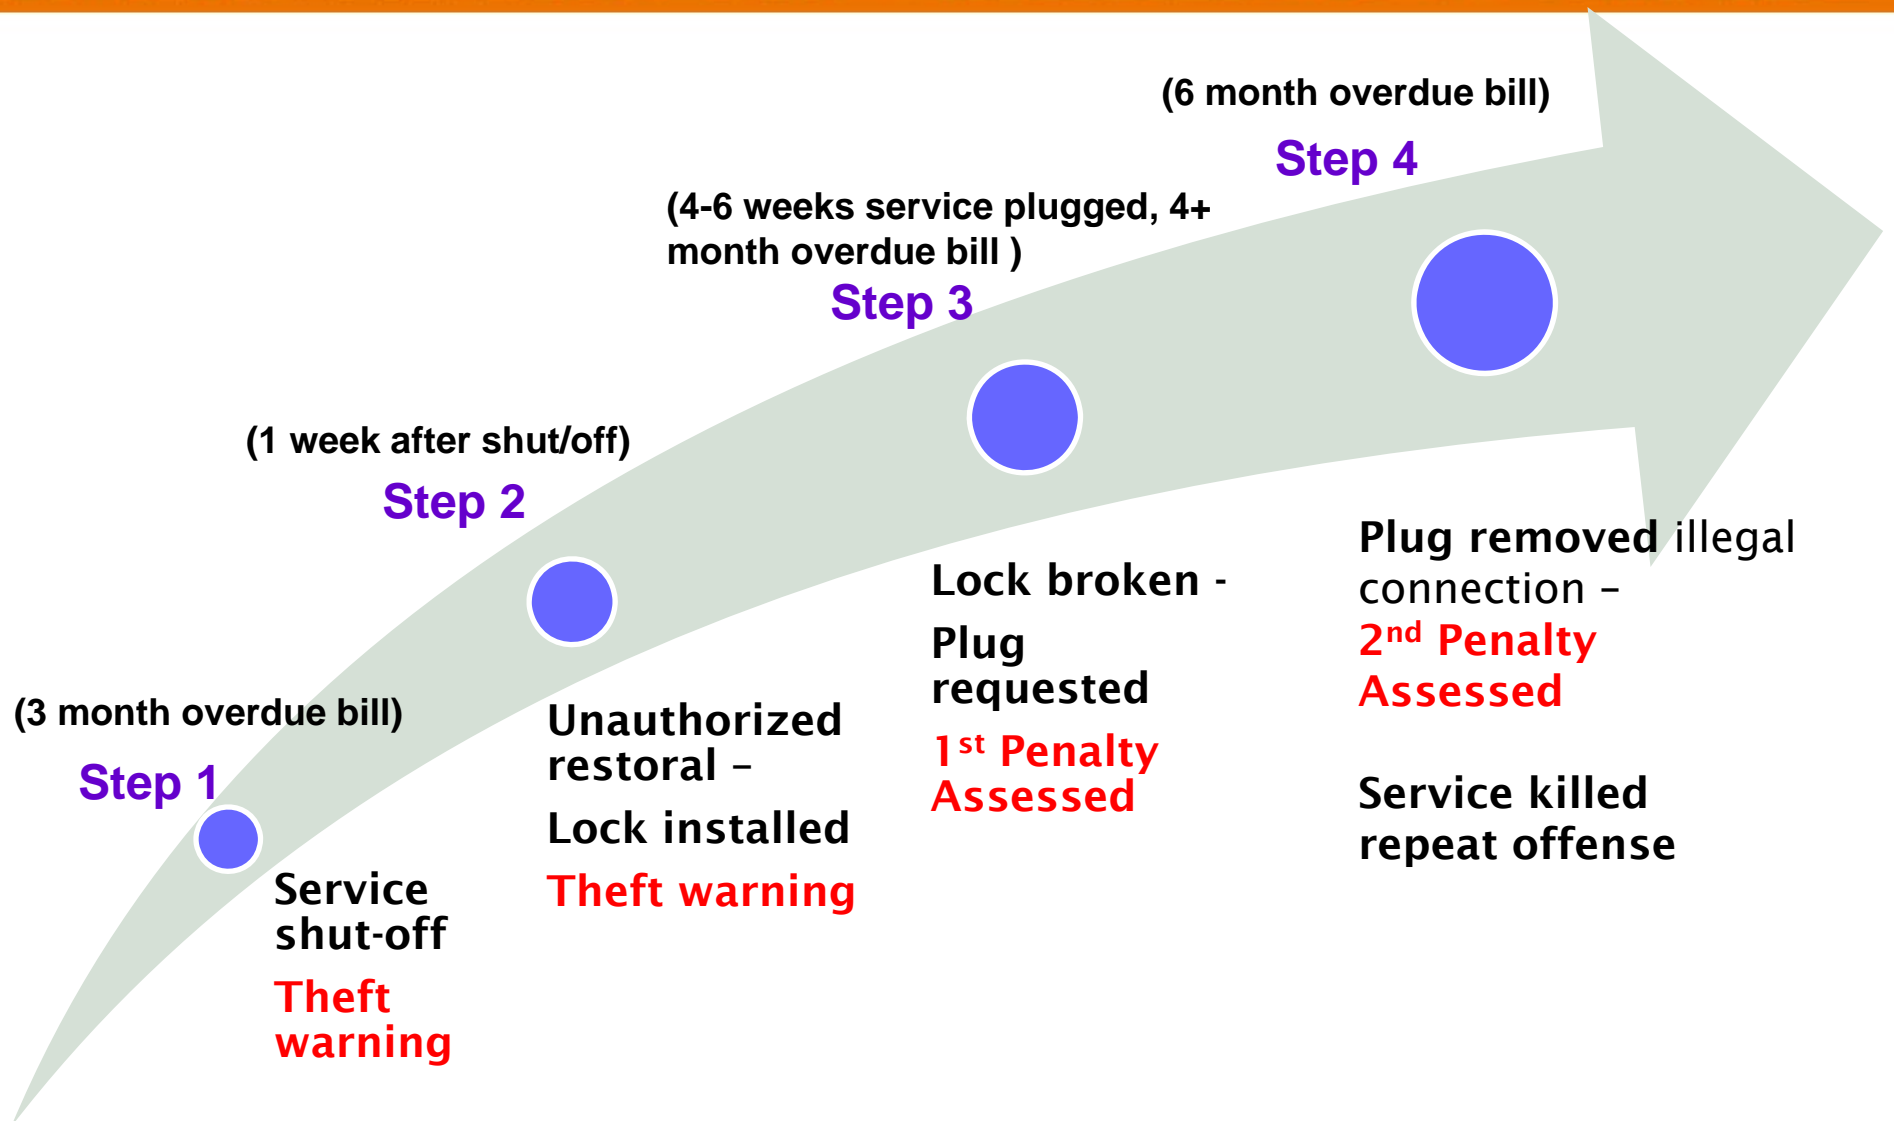 (3 month overdue bill)
Step 1
Service
shut-off
Theft
warning
(1 week after shut/off)
Step 2
Unauthorized
restoral –
Lock installed
Theft warning
(4-6 weeks service plugged, 4+
month overdue bill )
Step 3
Lock broken -
Plug
requested
1st Penalty
Assessed
(6 month overdue bill)
Step 4
Plug removed illegal
connection –
2nd Penalty
Assessed
Service killed
repeat offense